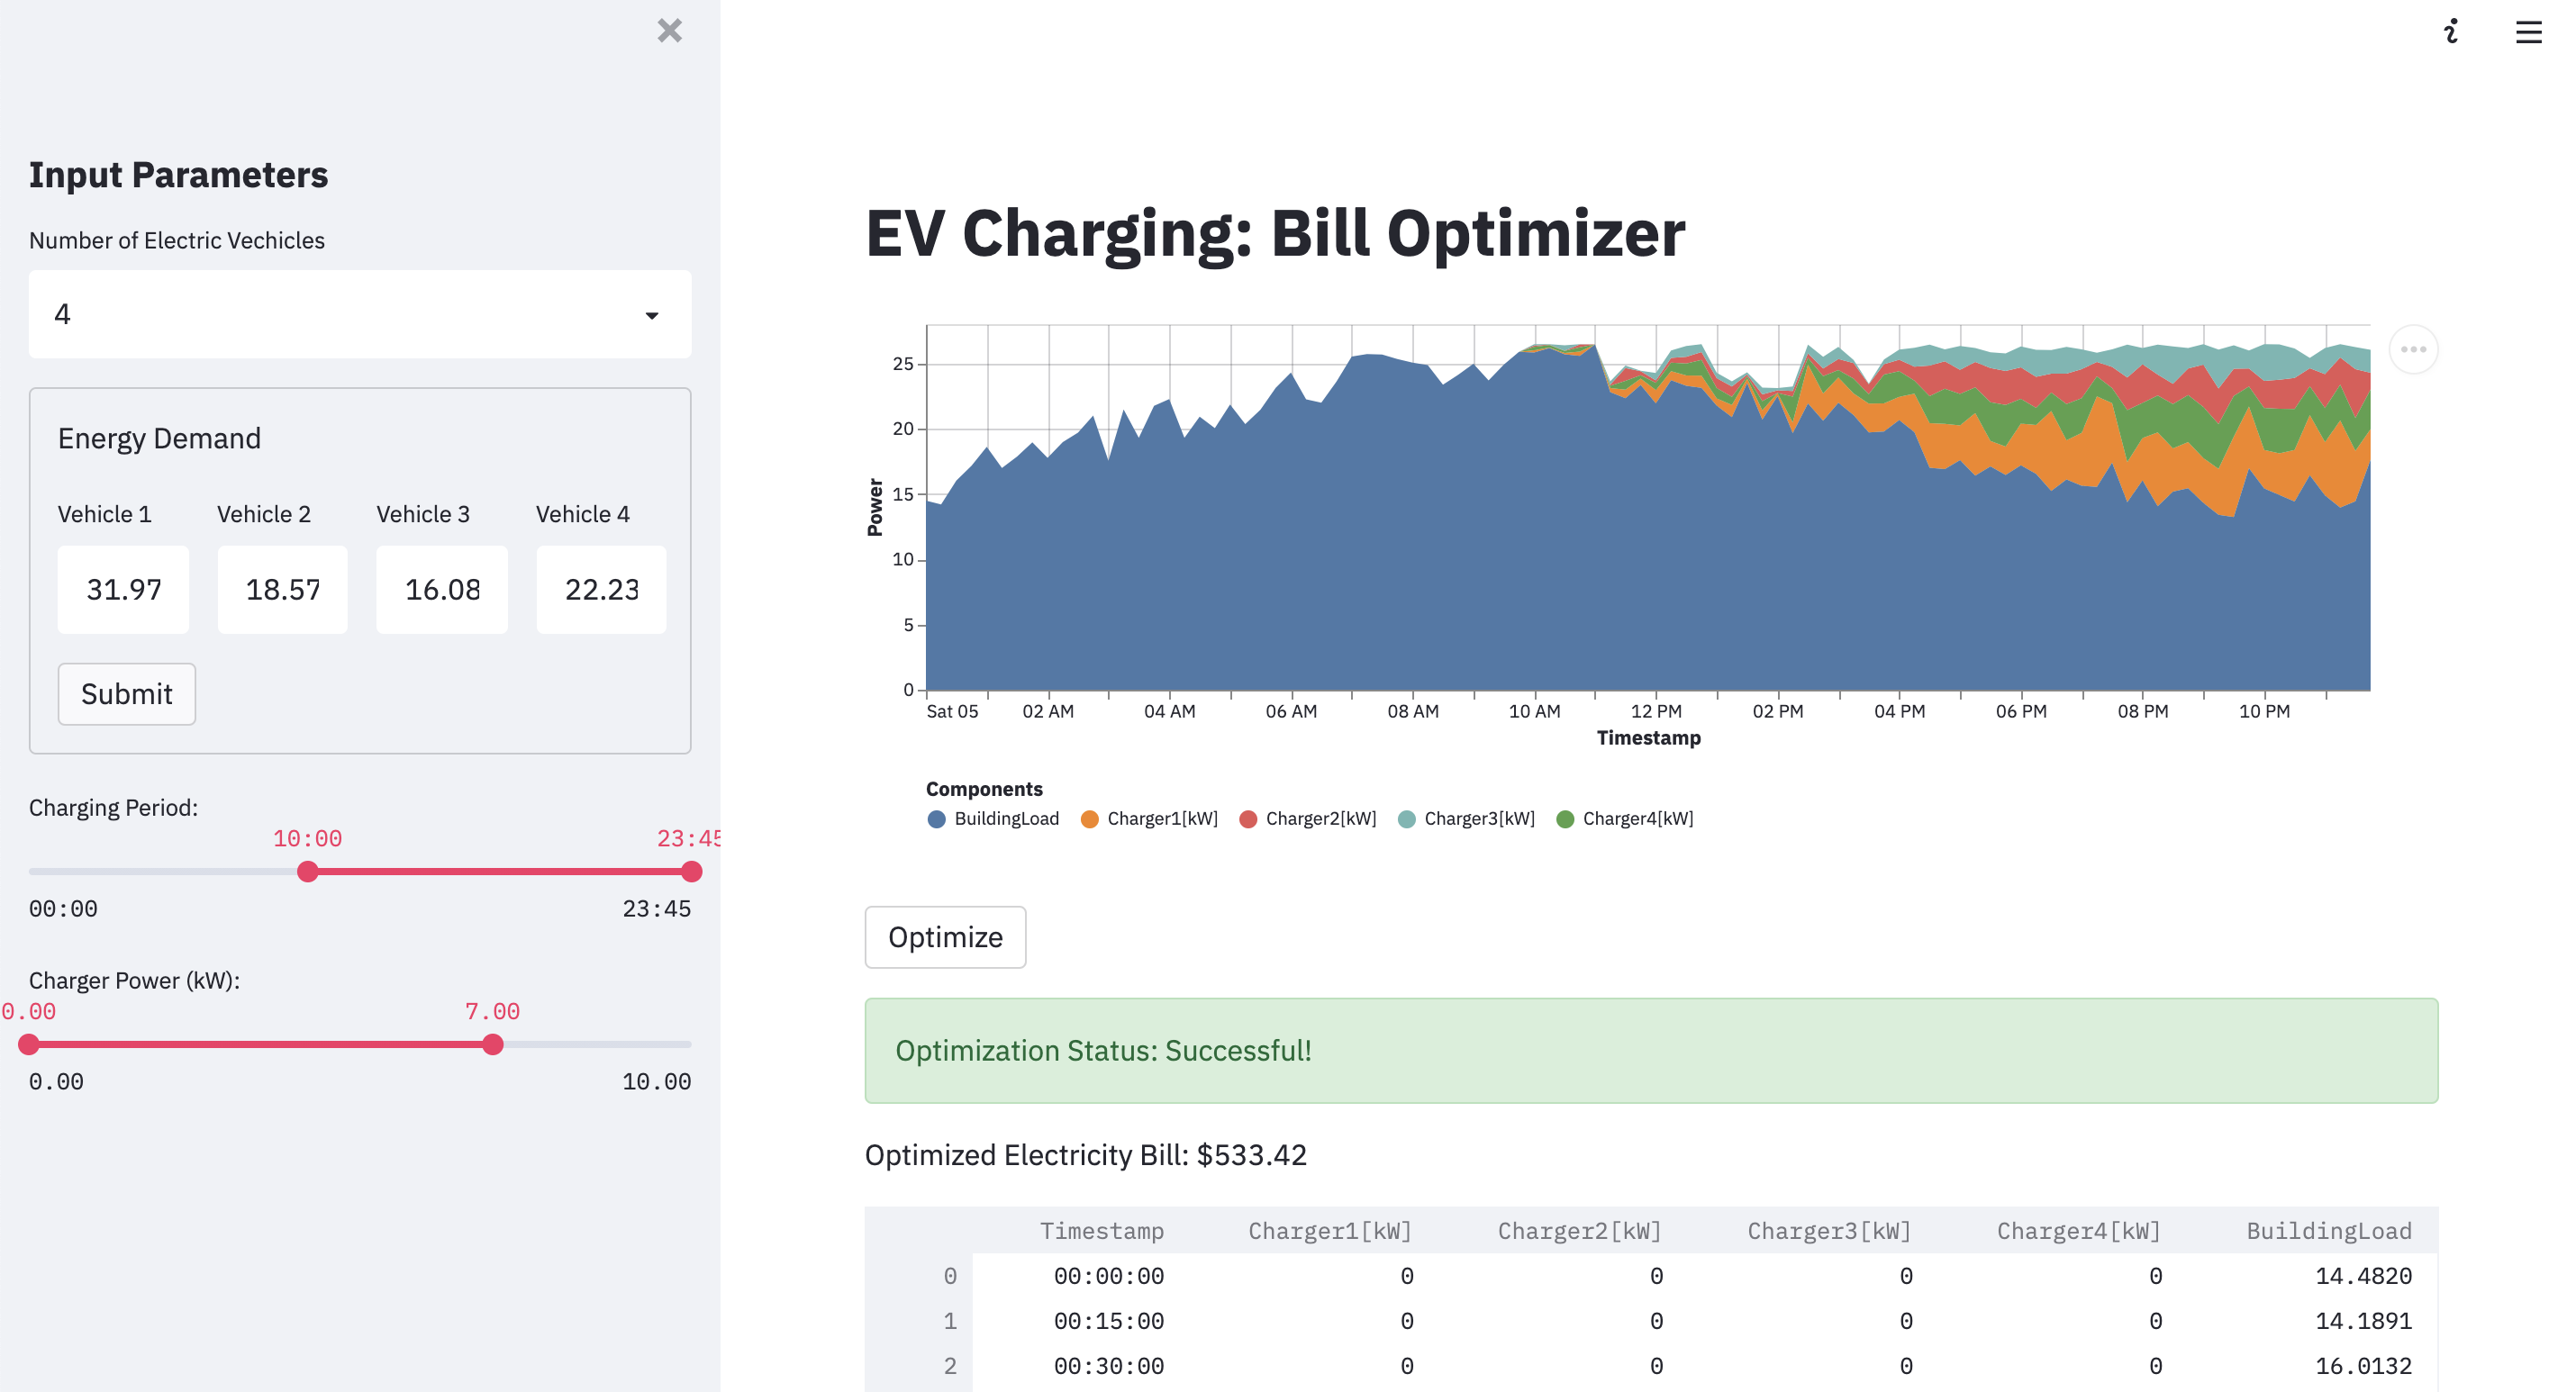 Input Parameters
Number of Electric Vechicles
4
Energy Demand
Vehicle 1 Vehicle 2 Vehicle 3 Vehicle 4
31.97 18.57 16.08 22.23
Submit
Charging Period:
10:00 23:45
00:00 23:45
Charger Power (kW):
0.00 7.00
0.00 10.00
EV Charging: Bill Optimizer
Power
25
20
15
10
5
0
Sat 05 02 AM 04 AM 06 AM 08 AM 10 AM 12 PM 02 PM 04 PM 06 PM 08 PM 10 PM
Timestamp
Components
BuildingLoad Charger1[kW] Charger2[kW] Charger3[kW] Charger4[kW]
Optimize
Optimization Status: Successful!
Optimized Electricity Bill: $533.42
Timestamp Charger1[kW] Charger2[kW] Charger3[kW] Charger4[kW] BuildingLoad
0 00:00:00 0 0 0 0 14.4820
1 00:15:00 0 0 0 0 14.1891
2 00:30:00 0 0 0 0 16.0132